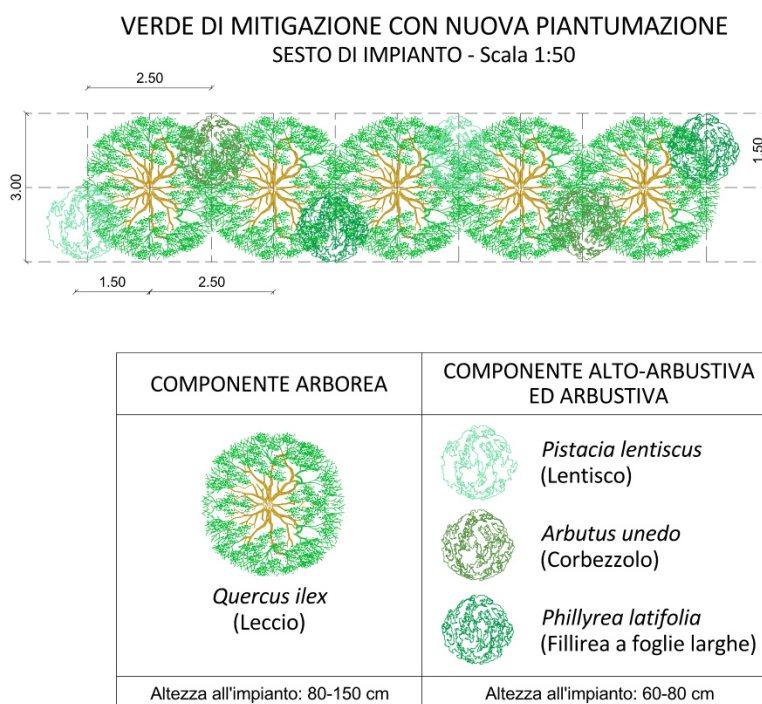 VERDE DI MITIGAZIONE CON NUOVA PIANTUMAZIONE
SESTO DI IMPIANTO - Scala 1:50
2.50
3.00
1.50
1.50
2.50
COMPONENTE ARBOREA
COMPONENTE ALTO-ARBUSTIVA
ED ARBUSTIVA
Quercus ilex
(Leccio)
Pistacia lentiscus
(Lentisco)
Arbutus unedo
(Corbezzolo)
Phillyrea latifolia
(Fillirea a foglie larghe)
Altezza all'impianto: 80-150 cm
Altezza all'impianto: 60-80 cm